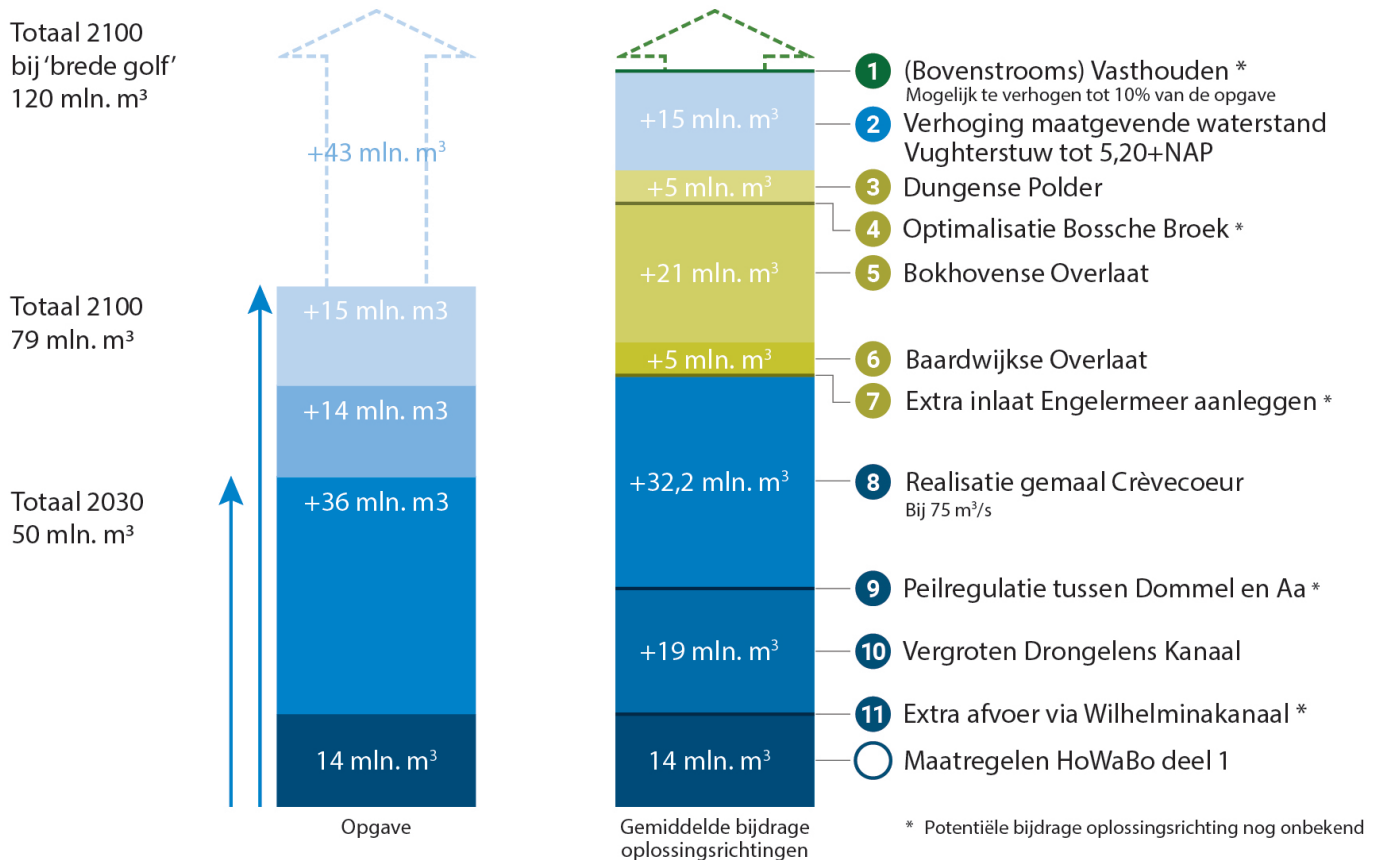 Totaal 2100
bij ‘brede golf’
120 mln. m³
+43 mln. m³
Totaal 2100
79 mln. m³
+15 mln. m3
+14 mln. m3
Totaal 2030
50 mln. m³
+36 mln. m3
14 mln. m³
Opgave
+15 mln. m³
+5 mln. m³
+21 mln. m³
+5 mln. m³
+32,2 mln. m³
+19 mln. m³
14 mln. m³
Gemiddelde bijdrage
oplossingsrichtingen
1 (Bovenstrooms) Vasthouden *
Mogelijk te verhogen tot 10% van de opgave
2 Verhoging maatgevende waterstand
Vughterstuw tot 5,20+NAP
3 Dungense Polder
4 Optimalisatie Bossche Broek *
5 Bokhovense Overlaat
6 Baardwijkse Overlaat
7 Extra inlaat Engelermeer aanleggen *
8 Realisatie gemaal Crèvecoeur
Bij 75 m³/s
9 Peilregulatie tussen Dommel en Aa *
10 Vergroten Drongelens Kanaal
11 Extra afvoer via Wilhelminakanaal *
Maatregelen HoWaBo deel 1
* Potentiële bijdrage oplossingsrichting nog onbekend